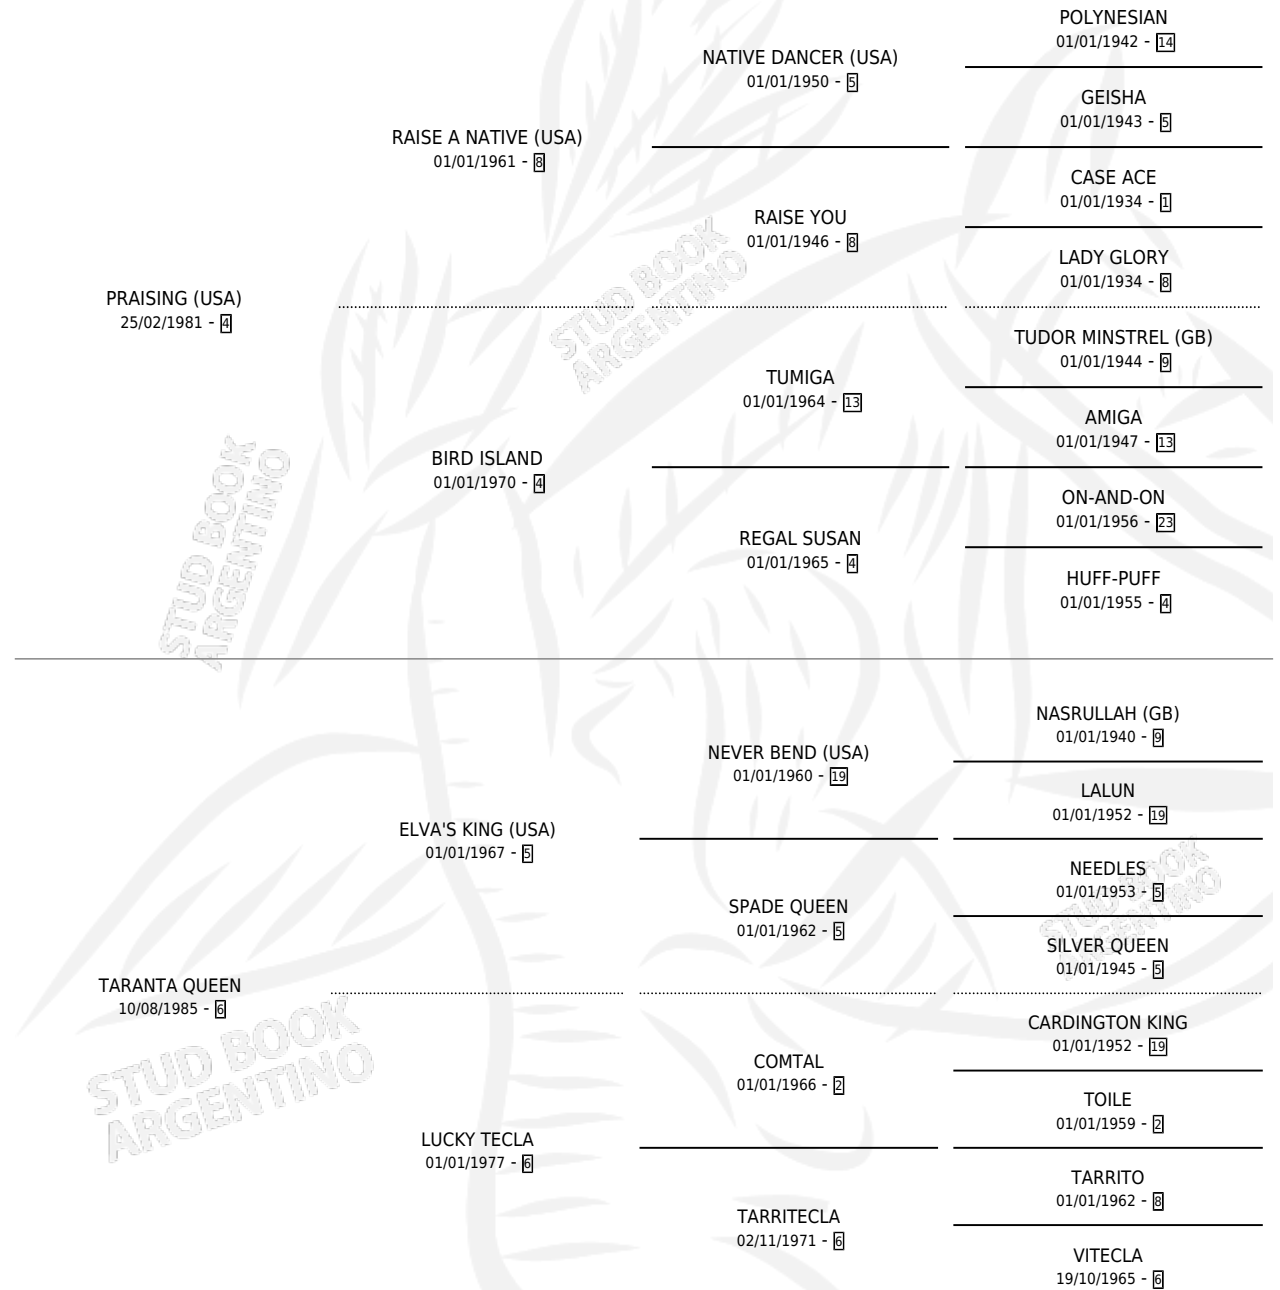 POLYNESIAN
01/01/1942 - 14
NATIVE DANCER (USA)
01/01/1950 - 5
GEISHA
01/01/1943 - 5
RAISE A NATIVE (USA)
01/01/1961 - 8
CASE ACE
01/01/1934 - 1
RAISE YOU
01/01/1946 - 8
LADY GLORY
01/01/1934 - 8
PRAISING (USA)
25/02/1981 - 4
STUD BOOK
ARGENTINO
TUDOR MINSTREL (GB)
01/01/1944 - 9
TUMIGA
01/01/1964 - 13
AMIGA
01/01/1947 - 13
BIRD ISLAND
01/01/1970 - 4
ON-AND-ON
01/01/1956 - 23
REGAL SUSAN
01/01/1965 - 4
HUFF-PUFF
01/01/1955 - 4
STUD BOOK
ARGENTINO
NASRULLAH (GB)
01/01/1940 - 9
NEVER BEND (USA)
01/01/1960 - 19
LALUN
01/01/1952 - 19
ELVA'S KING (USA)
01/01/1967 - 5
NEEDLES
01/01/1953 - 5
SPADE QUEEN
01/01/1962 - 5
SILVER QUEEN
01/01/1945 - 5
STUD BOOK
ARGENTINO
TARANTA QUEEN
10/08/1985 - 6
STUD BOOK
ARGENTINO
CARDINGTON KING
01/01/1952 - 19
COMTAL
01/01/1966 - 2
TOILE
01/01/1959 - 2
LUCKY TECLA
01/01/1977 - 6
TARRITO
01/01/1962 - 8
TARRITECLA
02/11/1971 - 6
VITECLA
19/10/1965 - 6